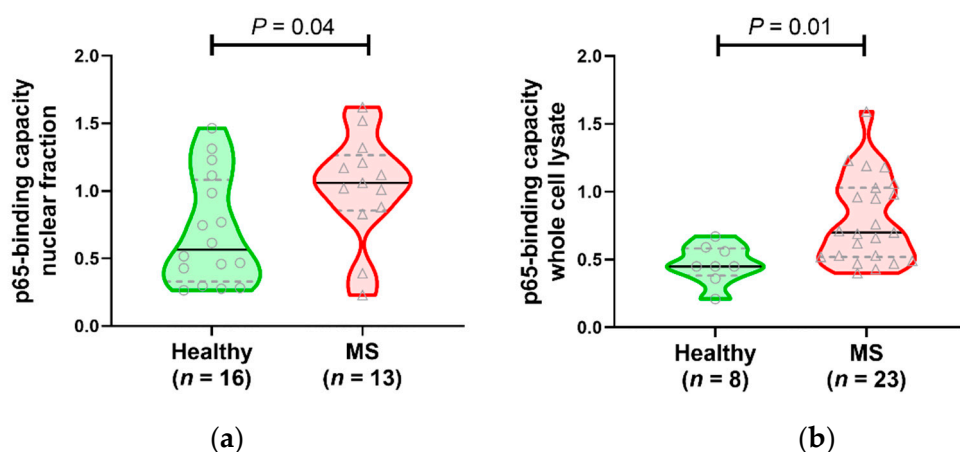 P = 0.04
2.0
1.5
1.0
0.5
0.0
p65-binding capacity
nuclear fraction
Healthy
(n = 16)
MS
(n = 13)
(a)
P = 0.01
2.0
1.5
1.0
0.5
0.0
p65-binding capacity
whole cell lysate
Healthy
(n = 8)
MS
(n = 23)
(b)